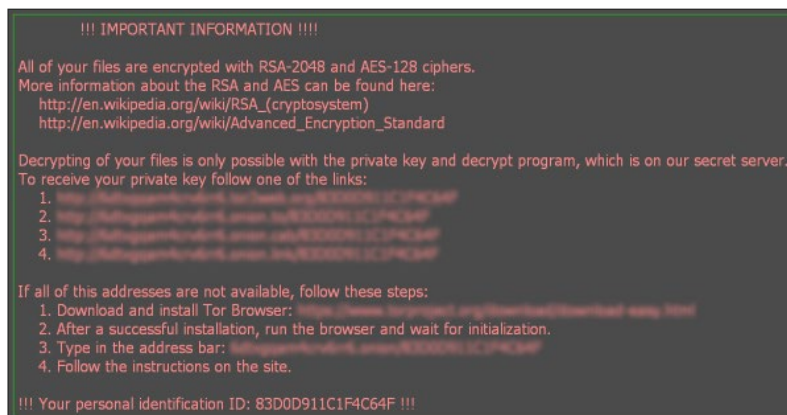 !!! IMPORTANT INFORMATION !!!!
All of your files are encrypted with RSA-2048 and AES-128 ciphers.
More information about the RSA and AES can be found here:
http://en.wikipedia.org/wiki/RSA_(cryptosystem)
http://en.wikipedia.org/wiki/Advanced_Encryption_Standard
Decrypting of your files is only possible with the private key and decrypt program, which is on our secret server.
To receive your private key follow one of the links:
1.
2.
3.
4.
If all of this addresses are not available, follow these steps:
1. Download and install Tor Browser:
2. After a successful installation, run the browser and wait for initialization.
3. Type in the address bar:
4. Follow the instructions on the site.
!!! Your personal identification ID: 83D0D911C1F4C64F !!!